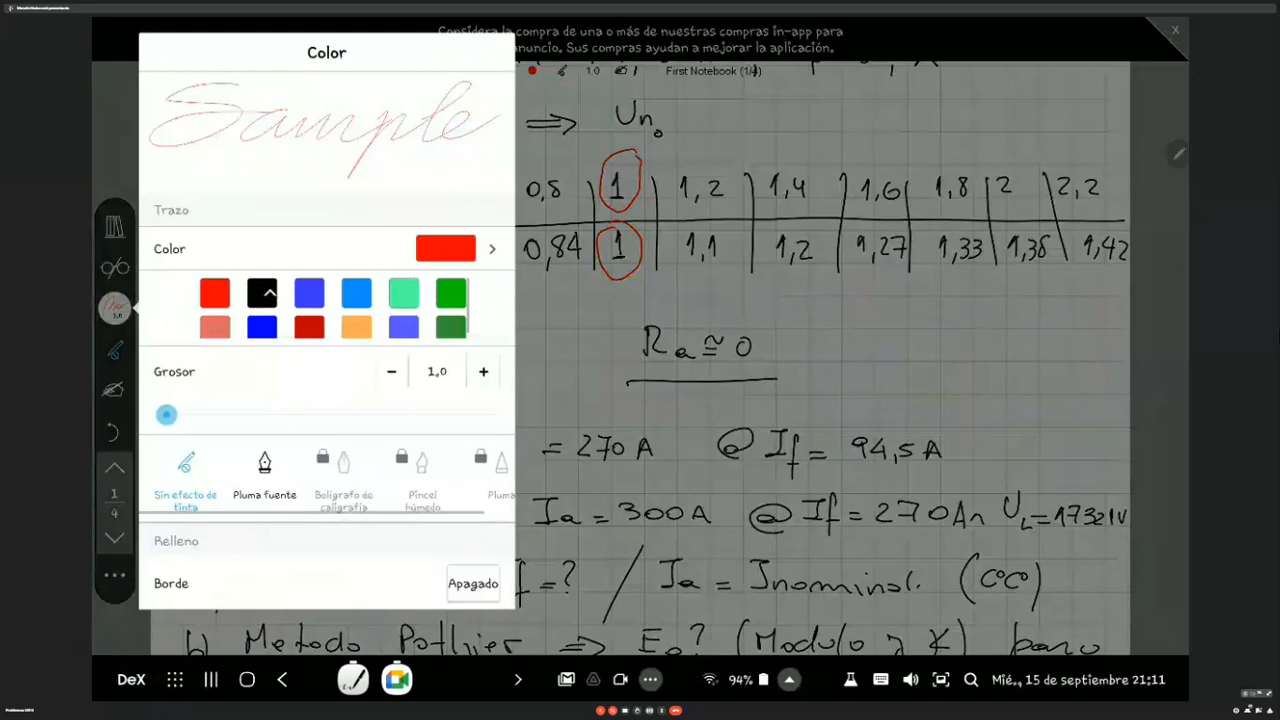 Considera la compra de una o más de nuestras compras in-app para
anuncio. Sus compras ayudan a mejorar la aplicación.
X
1.0 First Notebook (1/4)
Color
Sample
Trazo
Color
Grosor
1,0
Sin efecto de tinta
Pluma fuente
Bolígrafo de caligrafía
Pincel húmedo
Pluma
Relleno
Borde
Apagado
1,0
1
4
=> Un₀
0,8 | 1 | 1,2 | 1,4 | 1,6 | 1,8 | 2 | 2,2
0,84 | 1 | 1,1 | 1,2 | 1,27 | 1,33 | 1,38 | 1,42
Ra ≅ 0
= 270 A @ If = 94,5 A
Ia = 300A @ If = 270A
f = ? / Ia = Inominal. (CC)
b) Metodo Pothier => E₀? (Modulo y
DeX
94%
Mié., 15 de septiembre 21:11